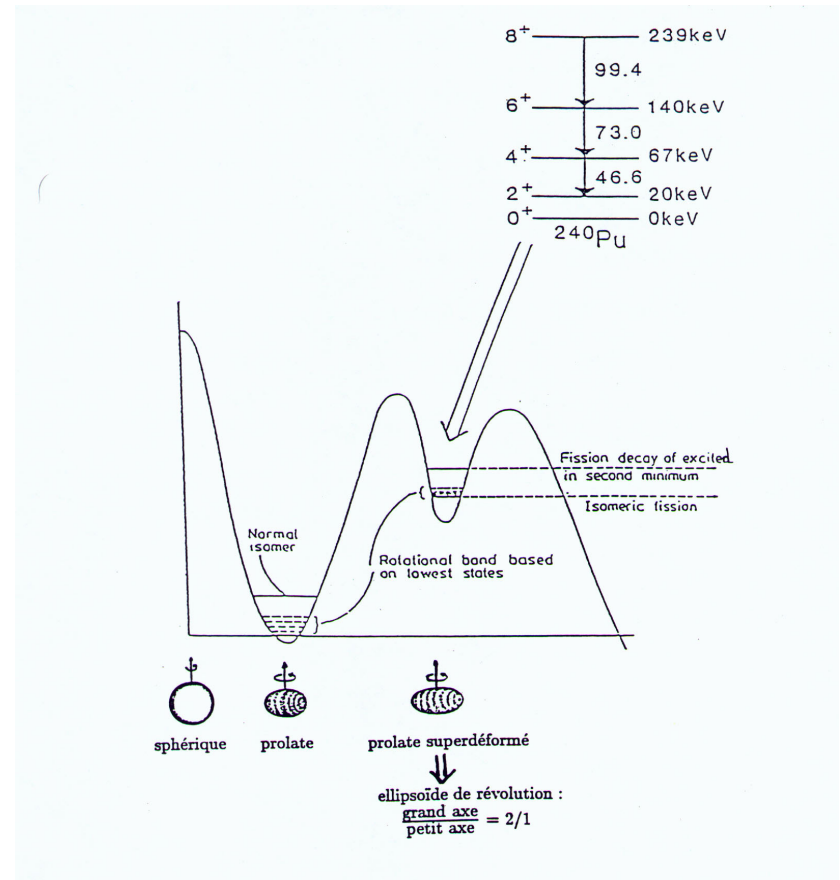 8+ 239keV
99.4
6+ 140keV
73.0
4+ 67keV
46.6
2+ 20keV
0+ 0keV
240Pu
Fission decay of excited
in second minimum
Isomeric fission
Normal
isomer
Rotational band based
on lowest states
sphérique prolate prolate superdéformé
ellipsoïde de révolution :
grand axe
petit axe = 2/1